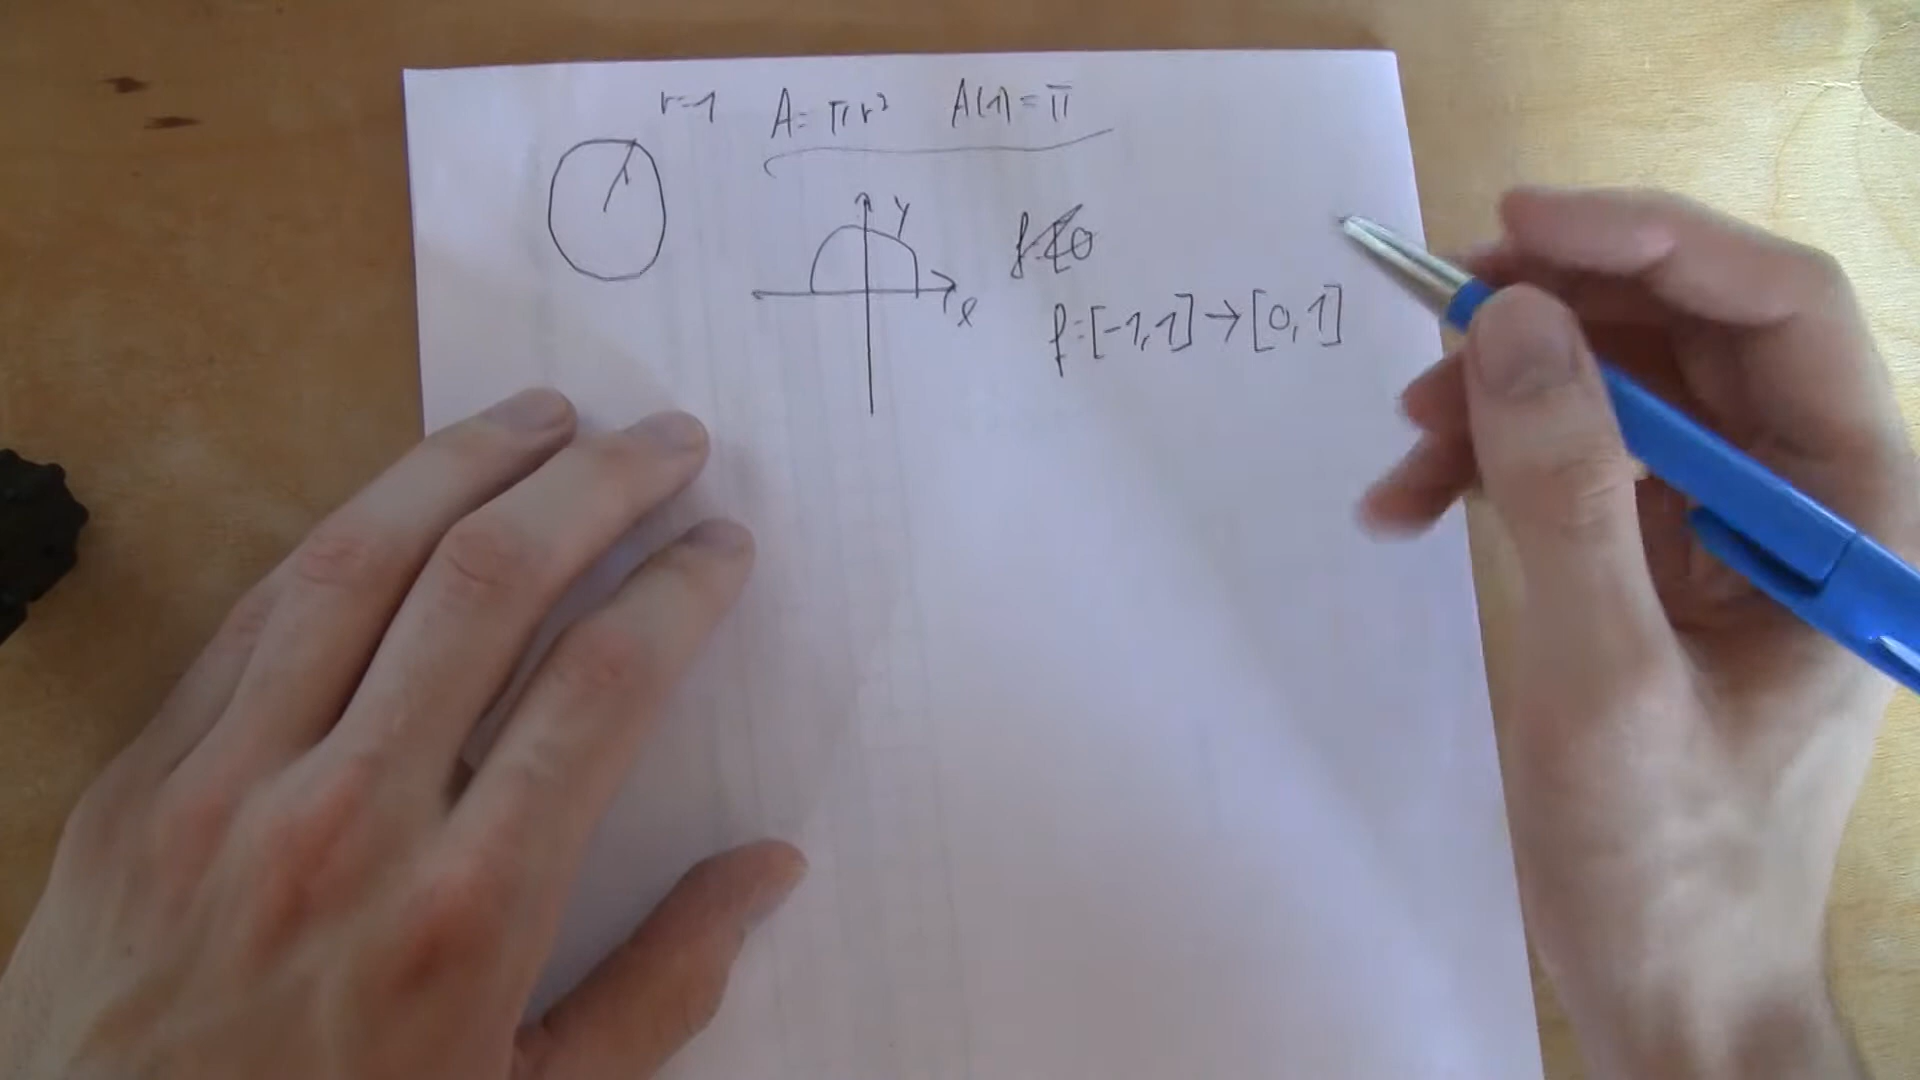 r=1 A=πr² A(1)=π
y
x
f:[-1,1]→[0,1]